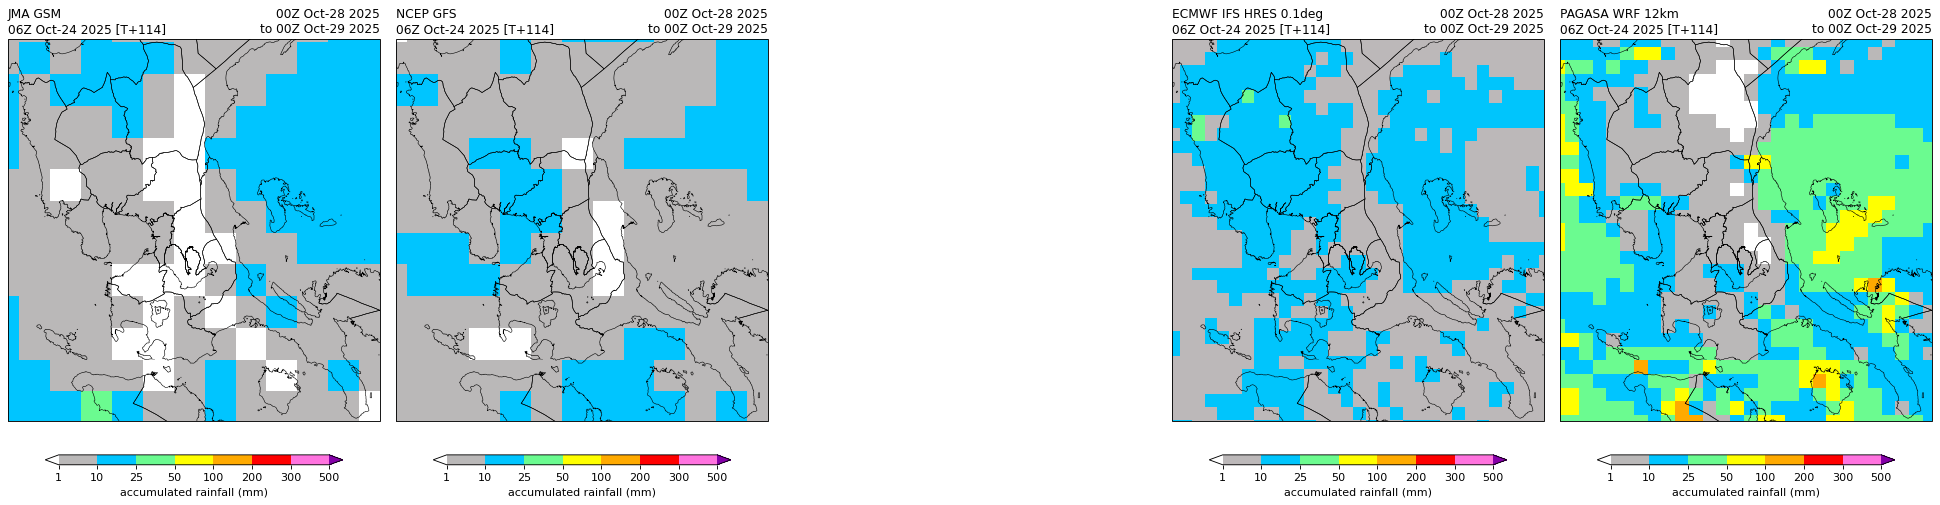 JMA GSM 00Z Oct-28 2025
06Z Oct-24 2025 [T+114] to 00Z Oct-29 2025
1 10 25 50 100 200 300 500
accumulated rainfall (mm)
NCEP GFS 00Z Oct-28 2025
06Z Oct-24 2025 [T+114] to 00Z Oct-29 2025
1 10 25 50 100 200 300 500
accumulated rainfall (mm)
ECMWF IFS HRES 0.1deg 00Z Oct-28 2025
06Z Oct-24 2025 [T+114] to 00Z Oct-29 2025
1 10 25 50 100 200 300 500
accumulated rainfall (mm)
PAGASA WRF 12km 00Z Oct-28 2025
06Z Oct-24 2025 [T+114] to 00Z Oct-29 2025
1 10 25 50 100 200 300 500
accumulated rainfall (mm)